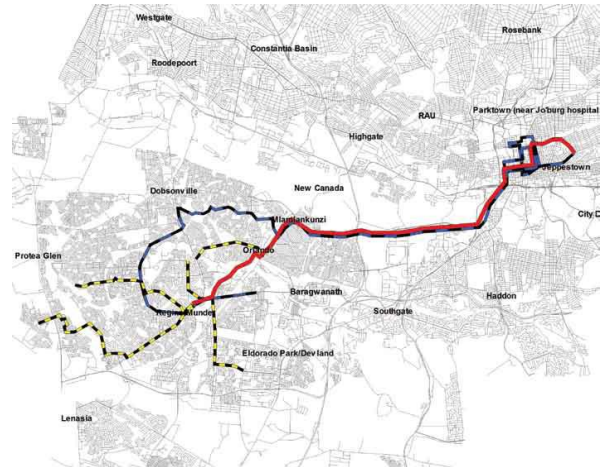 Westgate
Rosebank
Constantia Basin
Roodepoort
Parktown (near Jo'burg hospital
RAU
Highgate
Jeppestown
Dobsonville
New Canada
Mlamlankunzi
City D
Orlando
Protea Glen
Baragwanath
Haddon
Regina Munde
Southgate
Eldorado Park/Devland
Lenasia